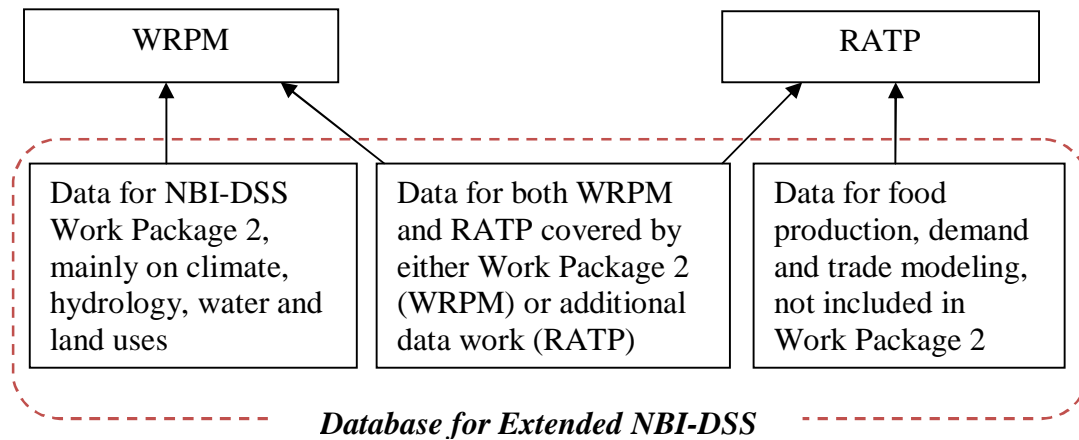 WRPM
RATP
Data for NBI-DSS
Work Package 2,
mainly on climate,
hydrology, water and
land uses
Data for both WRPM
and RATP covered by
either Work Package 2
(WRPM) or additional
data work (RATP)
Data for food
production, demand
and trade modeling,
not included in
Work Package 2
Database for Extended NBI-DSS